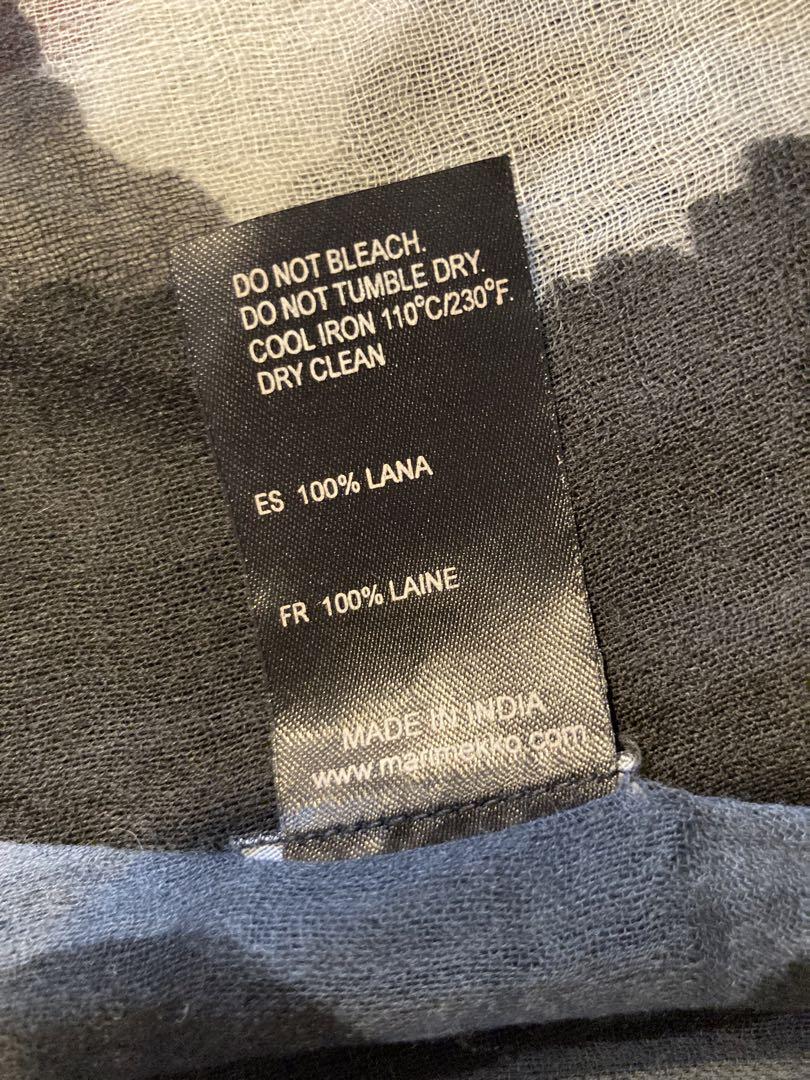 DO NOT BLEACH.
DO NOT TUMBLE DRY.
COOL IRON 110°C/230°F.
DRY CLEAN
ES 100% LANA
FR 100% LAINE
MADE IN INDIA
www.marimekko.com